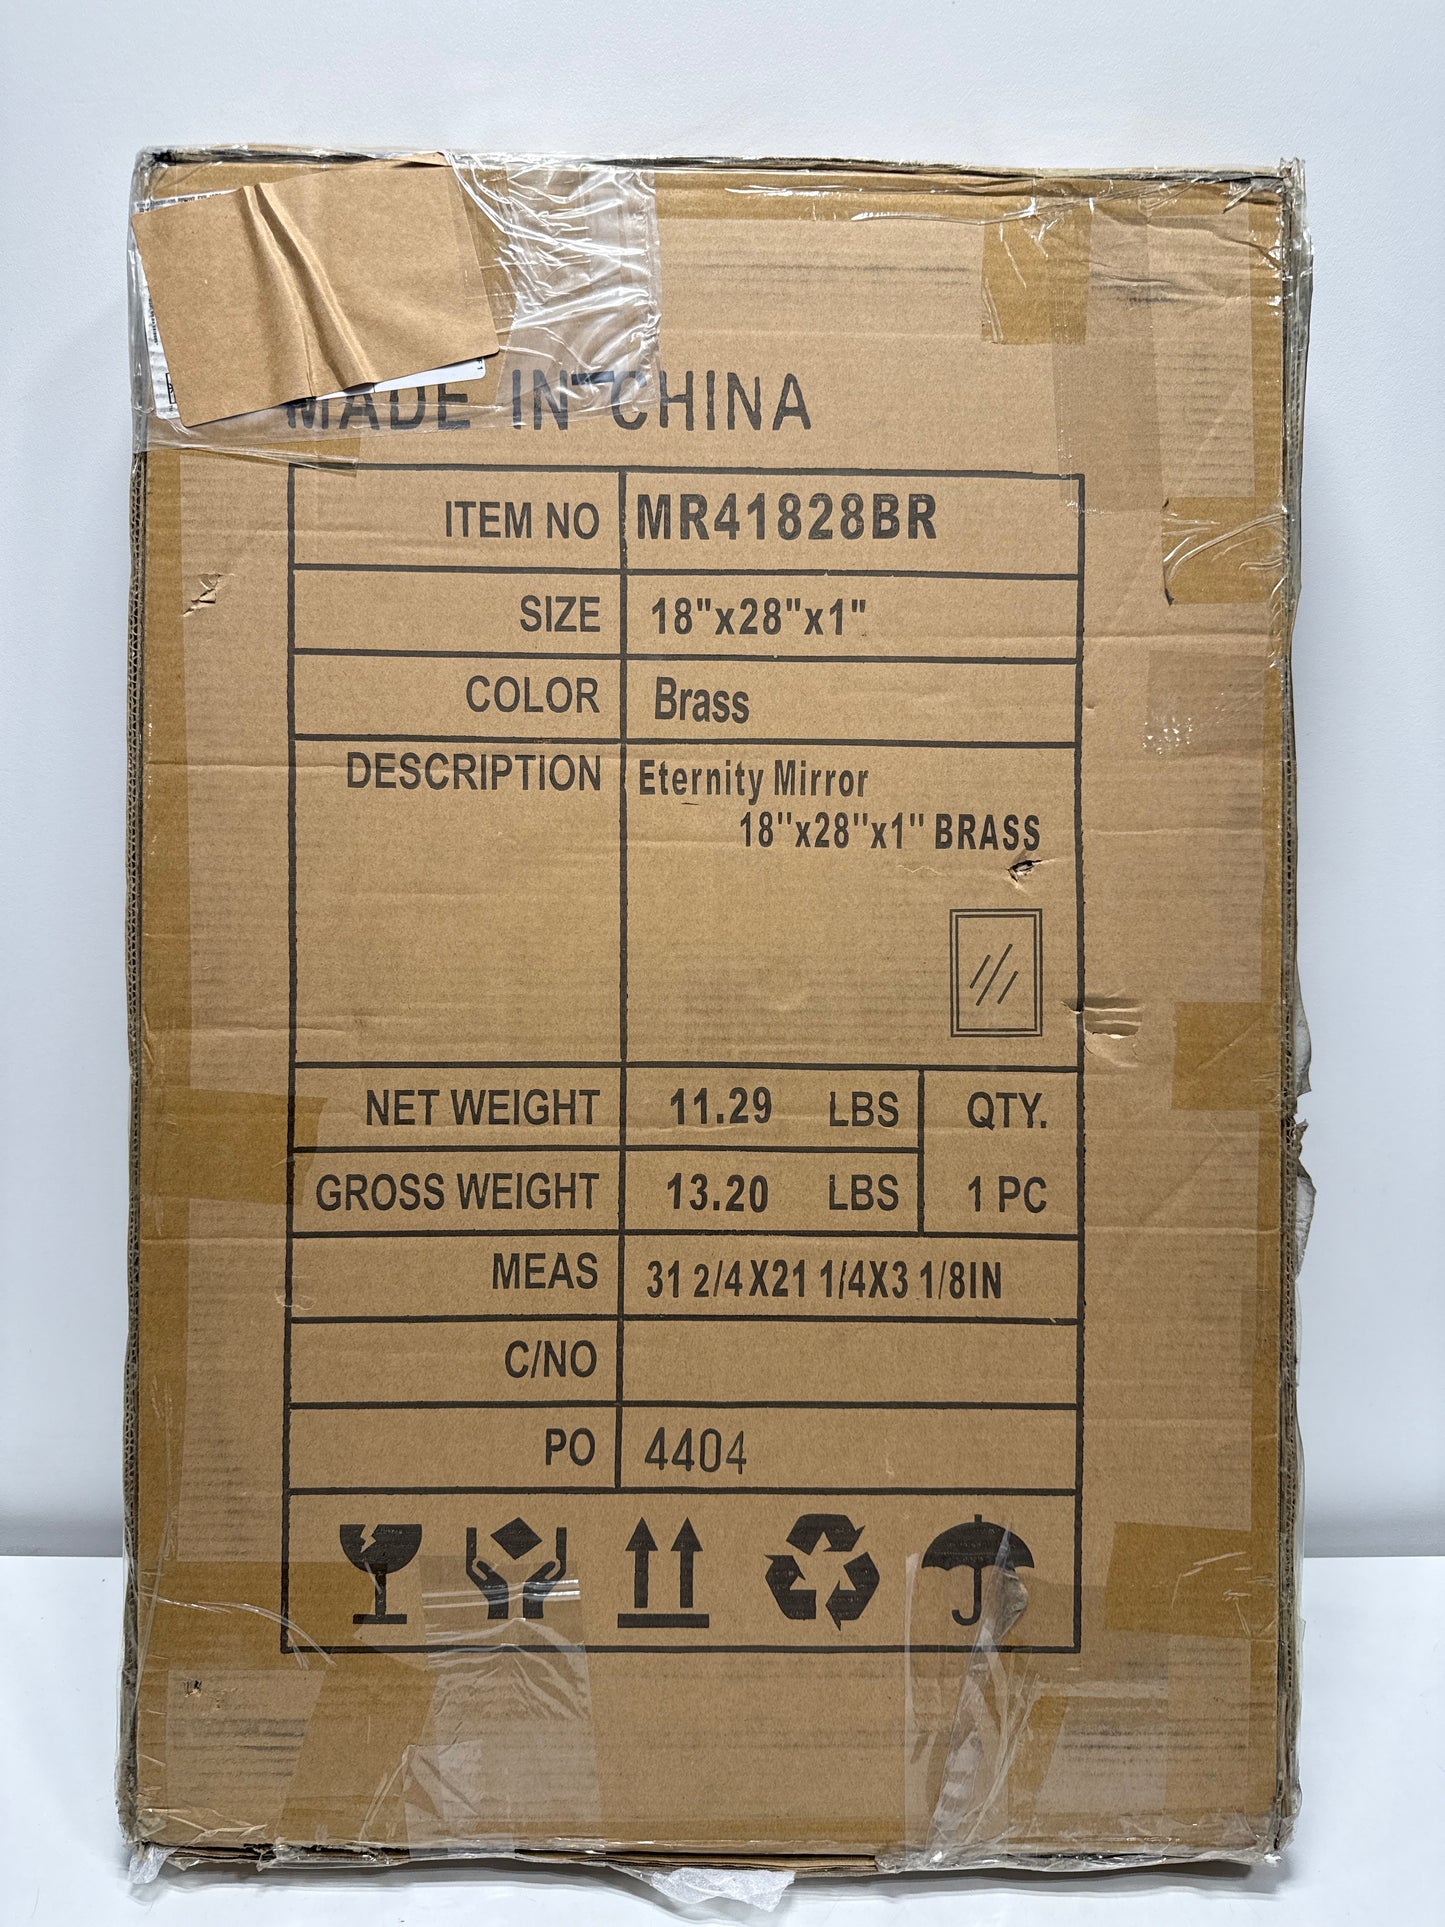 MADE IN CHINA
ITEM NO MR41828BR
SIZE 18"x28"x1"
COLOR Brass
DESCRIPTION Eternity Mirror
18"x28"x1" BRASS
NET WEIGHT 11.29 LBS QTY.
GROSS WEIGHT 13.20 LBS 1 PC
MEAS 31 2/4X21 1/4X3 1/8IN
C/NO
PO 4404